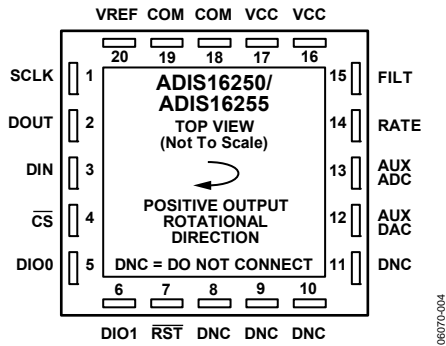 VREF COM COM VCC VCC
20 19 18 17 16
SCLK 1
DOUT 2
DIN 3
C̅S̅ 4
DIO0 5
ADIS16250/
ADIS16255
TOP VIEW
(Not To Scale)
POSITIVE OUTPUT
ROTATIONAL
DIRECTION
DNC = DO NOT CONNECT
15 FILT
14 RATE
13 AUX
ADC
12 AUX
DAC
11 DNC
6 7 8 9 10
DIO1 R̅S̅T̅ DNC DNC DNC
06070-004